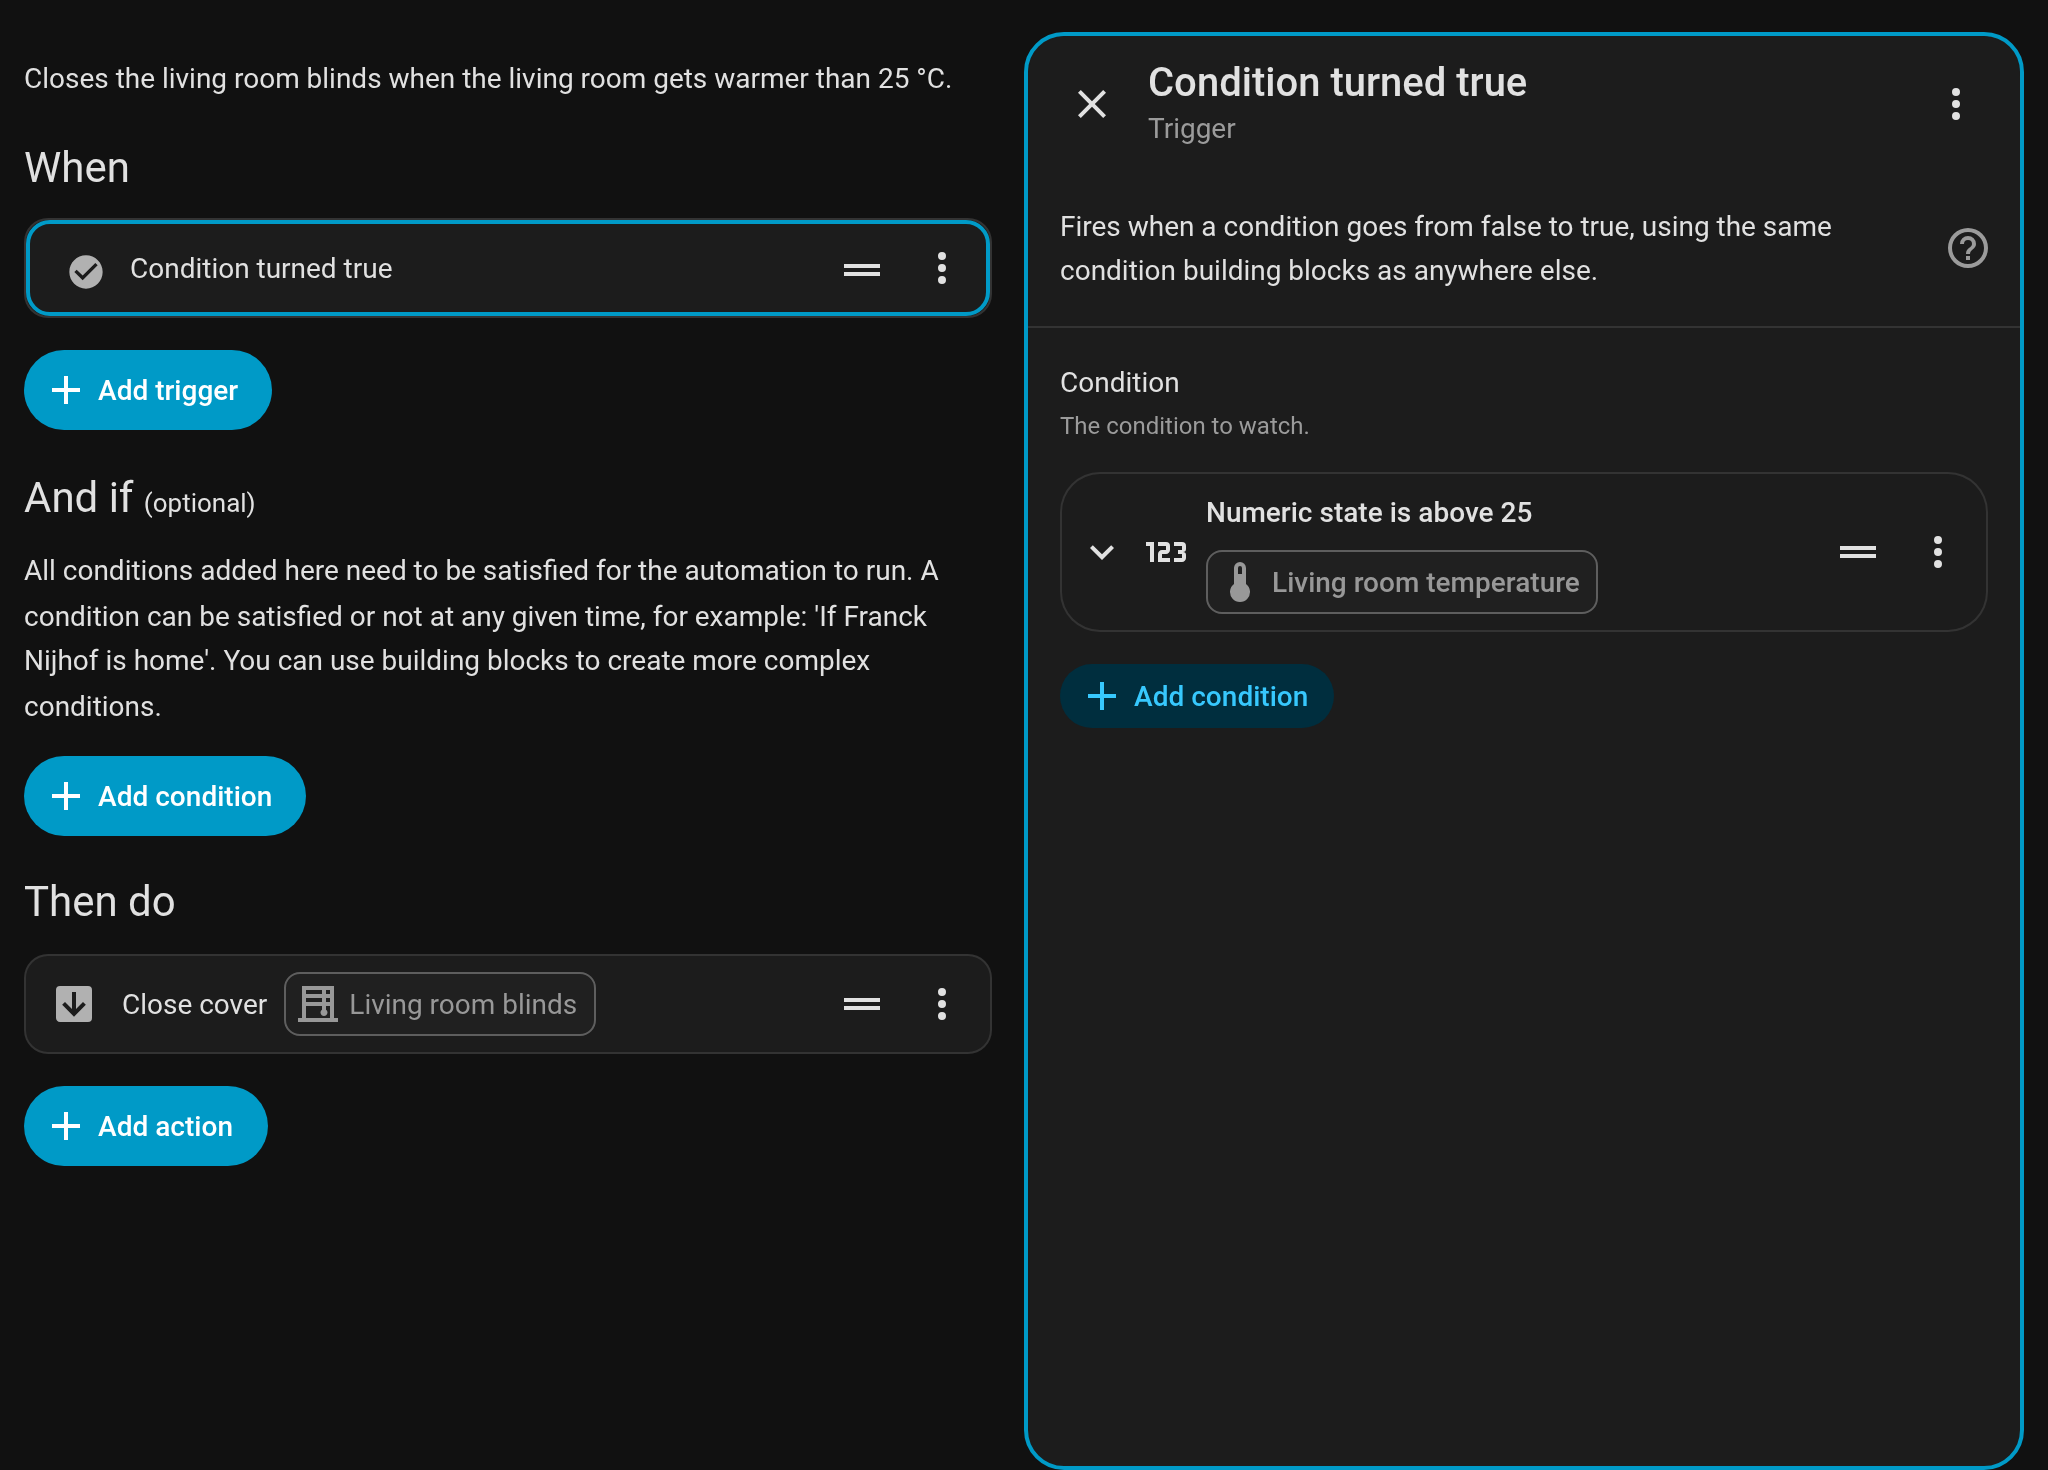 Closes the living room blinds when the living room gets warmer than 25 °C.
When
Condition turned true
Add trigger
And if (optional)
All conditions added here need to be satisfied for the automation to run. A
condition can be satisfied or not at any given time, for example: 'If Franck
Nijhof is home'. You can use building blocks to create more complex
conditions.
Add condition
Then do
Close cover Living room blinds
Add action
Condition turned true
Trigger
Fires when a condition goes from false to true, using the same
condition building blocks as anywhere else.
Condition
The condition to watch.
123
Numeric state is above 25
Living room temperature
Add condition